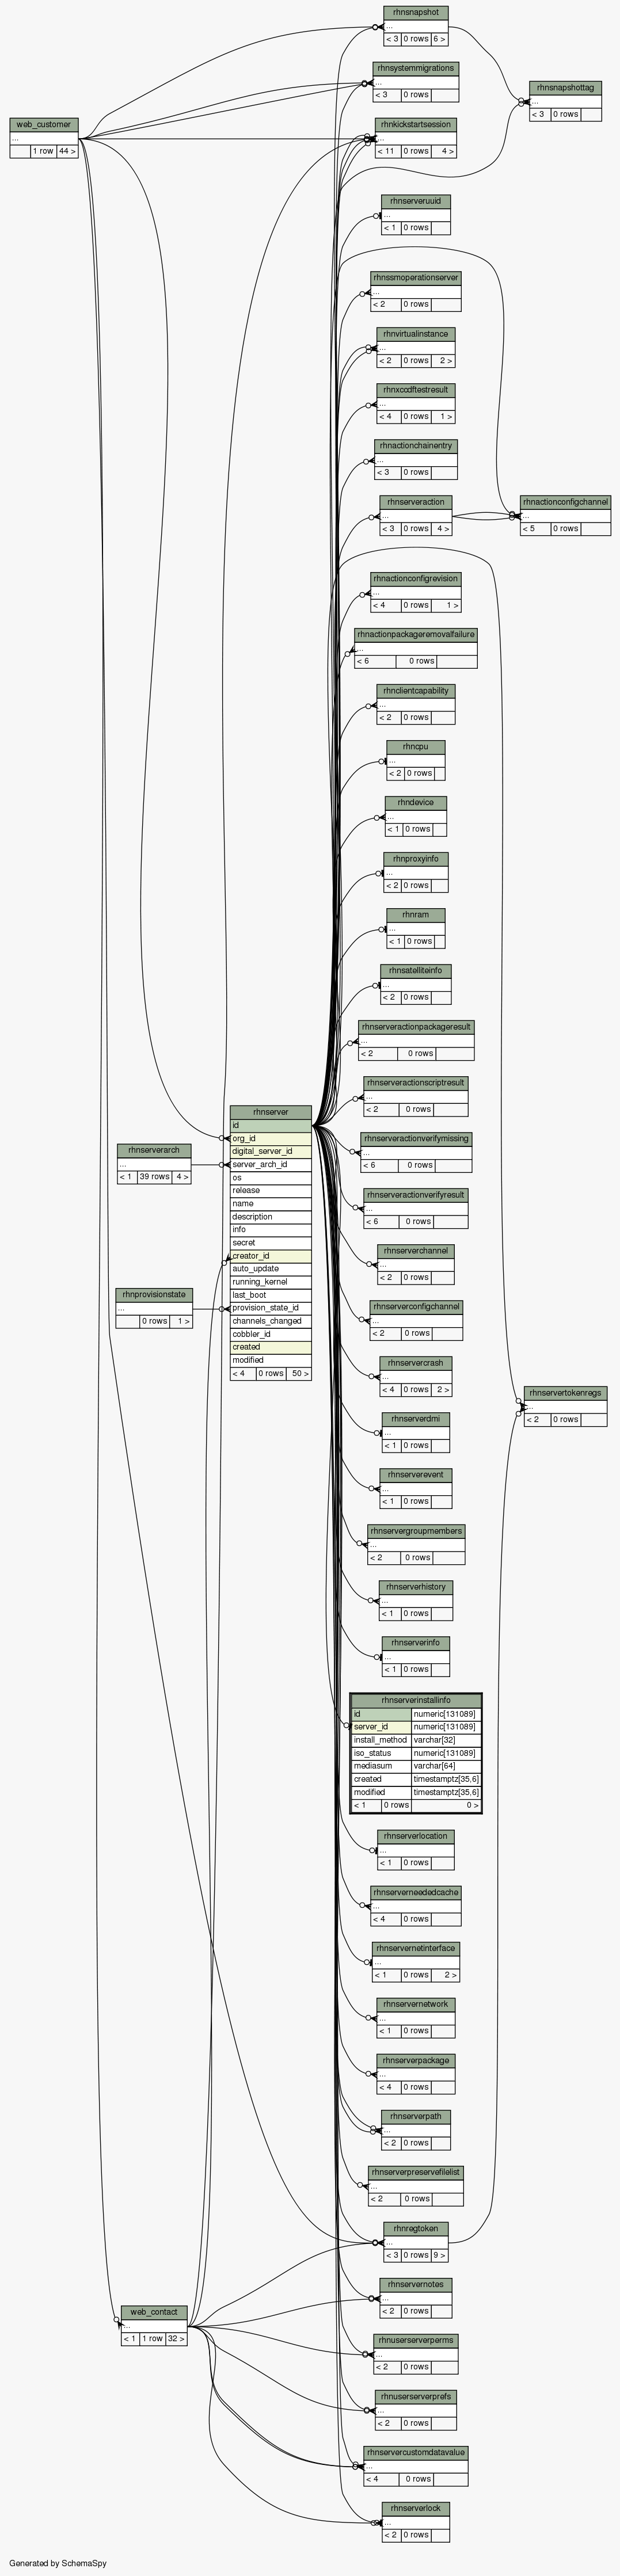 rhnsnapshot
...
< 3 0 rows 6 >
rhnsystemmigrations
...
< 3 0 rows
rhnsnapshottag
...
< 3 0 rows
web_customer
...
1 row 44 >
rhnkickstartsession
...
< 11 0 rows 4 >
rhnserveruuid
...
< 1 0 rows
rhnssmoperationserver
...
< 2 0 rows
rhnvirtualinstance
...
< 2 0 rows 2 >
rhnxccdftestresult
...
< 4 0 rows 1 >
rhnactionchainentry
...
< 3 0 rows
rhnserveraction
...
< 3 0 rows 4 >
rhnactionconfigchannel
...
< 5 0 rows
rhnactionconfigrevision
...
< 4 0 rows 1 >
rhnactionpackageremovalfailure
...
< 6 0 rows
rhnclientcapability
...
< 2 0 rows
rhncpu
...
< 2 0 rows
rhndevice
...
< 1 0 rows
rhnproxyinfo
...
< 2 0 rows
rhnram
...
< 1 0 rows
rhnsatelliteinfo
...
< 2 0 rows
rhnserveractionpackageresult
...
< 2 0 rows
rhnserveractionscriptresult
...
< 2 0 rows
rhnserver
id
org_id
digital_server_id
server_arch_id
os
release
name
description
info
secret
creator_id
auto_update
running_kernel
last_boot
provision_state_id
channels_changed
cobbler_id
created
modified
< 4 0 rows 50 >
rhnserverarch
...
< 1 39 rows 4 >
rhnprovisionstate
...
0 rows 1 >
rhnserveractionverifymissing
...
< 6 0 rows
rhnserveractionverifyresult
...
< 6 0 rows
rhnserverchannel
...
< 2 0 rows
rhnserverconfigchannel
...
< 2 0 rows
rhnservercrash
...
< 4 0 rows 2 >
rhnservertokenregs
...
< 2 0 rows
rhnserverdmi
...
< 1 0 rows
rhnserverevent
...
< 1 0 rows
rhnservergroupmembers
...
< 2 0 rows
rhnserverhistory
...
< 1 0 rows
rhnserverinfo
...
< 1 0 rows
rhnserverinstallinfo
id numeric[131089]
server_id numeric[131089]
install_method varchar[32]
iso_status numeric[131089]
mediasum varchar[64]
created timestamptz[35,6]
modified timestamptz[35,6]
< 1 0 rows 0 >
rhnserverlocation
...
< 1 0 rows
rhnserverneededcache
...
< 4 0 rows
rhnservernetinterface
...
< 1 0 rows 2 >
rhnservernetwork
...
< 1 0 rows
rhnserverpackage
...
< 4 0 rows
rhnserverpath
...
< 2 0 rows
rhnserverpreservefilelist
...
< 2 0 rows
rhnregtoken
...
< 3 0 rows 9 >
rhnservernotes
...
< 2 0 rows
web_contact
...
< 1 1 row 32 >
rhnuserserverperms
...
< 2 0 rows
rhnuserserverprefs
...
< 2 0 rows
rhnservercustomdatavalue
...
< 4 0 rows
rhnserverlock
...
< 2 0 rows
Generated by SchemaSpy